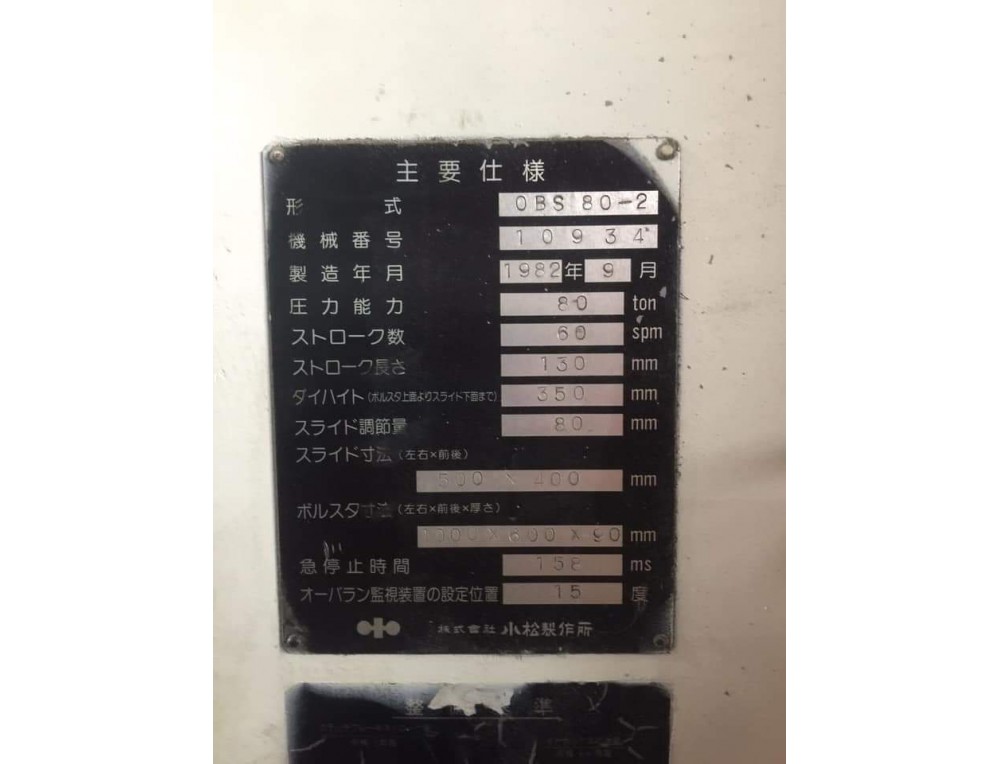 主要仕様
形式 OBS 80-2
機械番号 10934
製造年月 1982年 9月
圧力能力 80 ton
ストローク数 60 spm
ストローク長さ 130 mm
ダイハイト(ボルスタ上面よりスライド下面まで) 350 mm
スライド調節量 80 mm
スライド寸法(左右×前後)
500 × 400 mm
ボルスタ寸法(左右×前後×厚さ)
1000 × 600 × 90 mm
急停止時間 158 ms
オーバラン監視装置の設定位置 15 度
株式会社 小松製作所
整 準